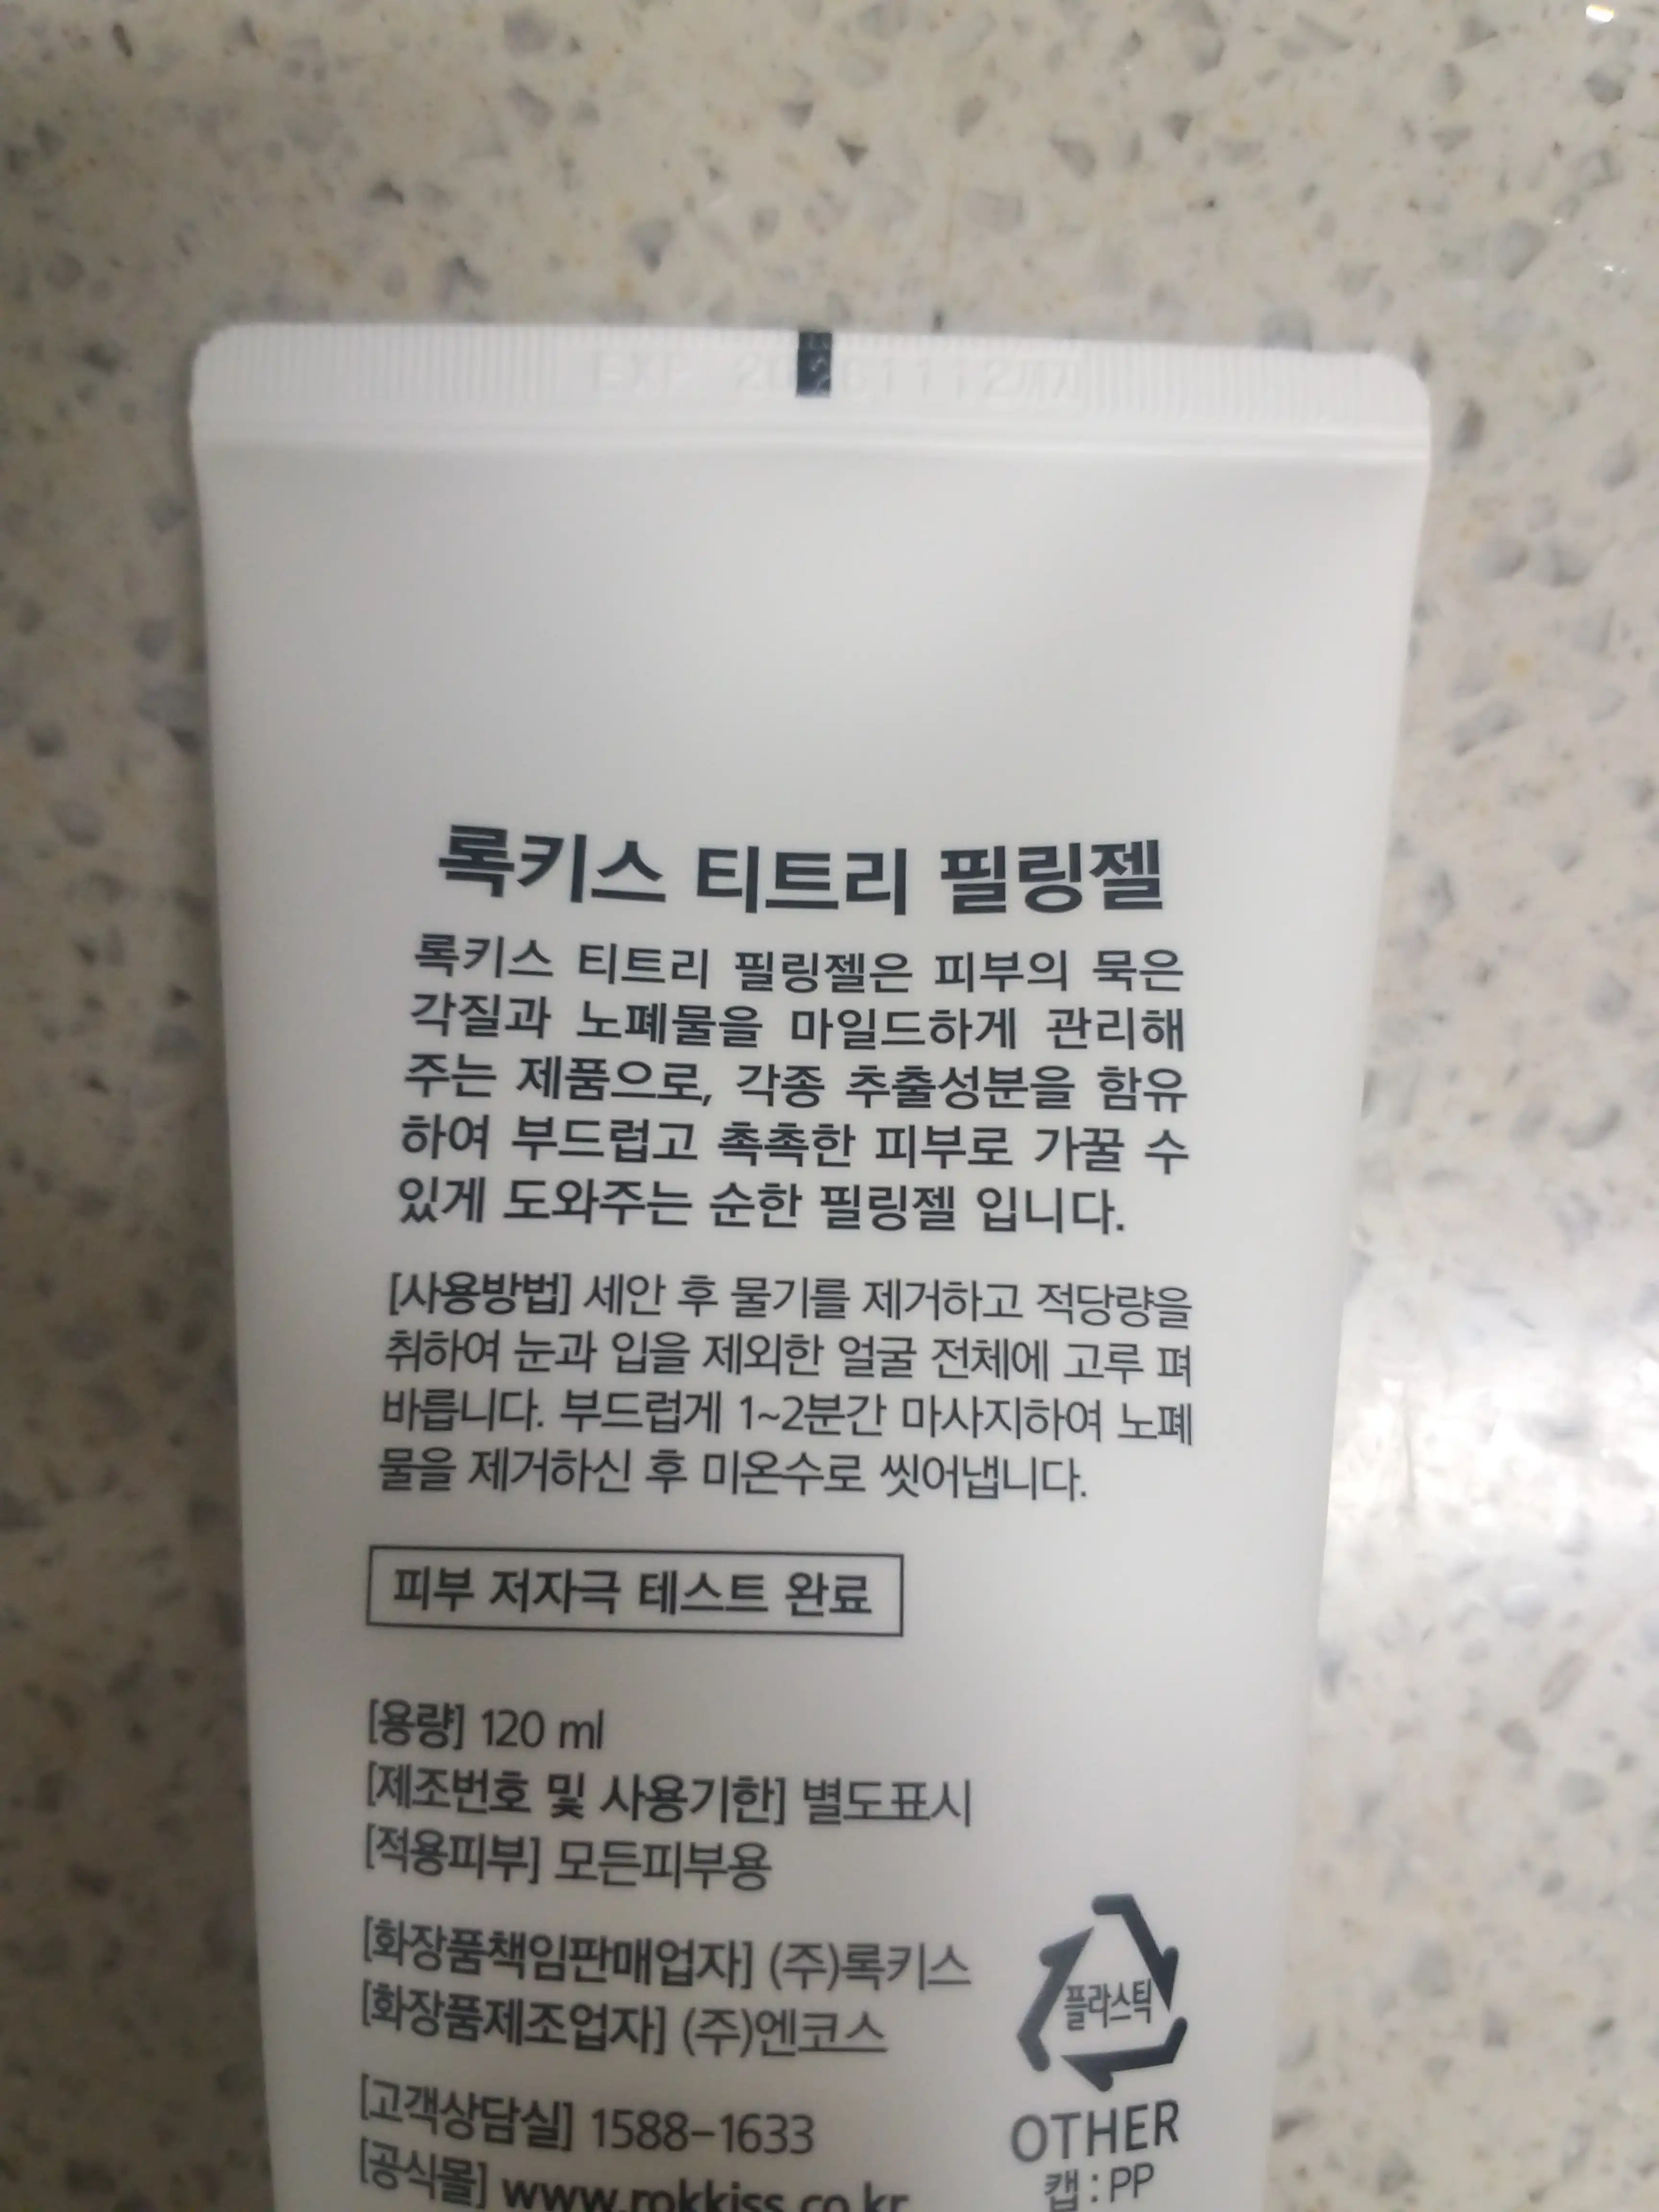 EXP
록키스 티트리 필링젤
록키스 티트리 필링젤은 피부의 묵은
각질과 노폐물을 마일드하게 관리해
주는 제품으로, 각종 추출성분을 함유
하여 부드럽고 촉촉한 피부로 가꿀 수
있게 도와주는 순한 필링젤 입니다.
[사용방법] 세안 후 물기를 제거하고 적당량을
취하여 눈과 입을 제외한 얼굴 전체에 고루 펴
바릅니다. 부드럽게 1~2분간 마사지하여 노폐
물을 제거하신 후 미온수로 씻어냅니다.
피부 저자극 테스트 완료
[용량] 120 ml
[제조번호 및 사용기한] 별도표시
[적용피부] 모든피부용
[화장품책임판매업자] (주)록키스
[화장품제조업자] (주)엔코스
[고객상담실] 1588-1633
[공식몰] www.rokkiss.co.kr
플라스틱
OTHER
캡 : PP